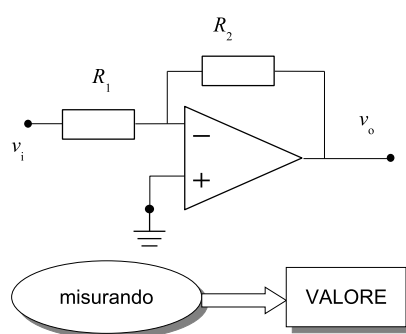 R2
R1
vo
vi
−
+
misurando
VALORE